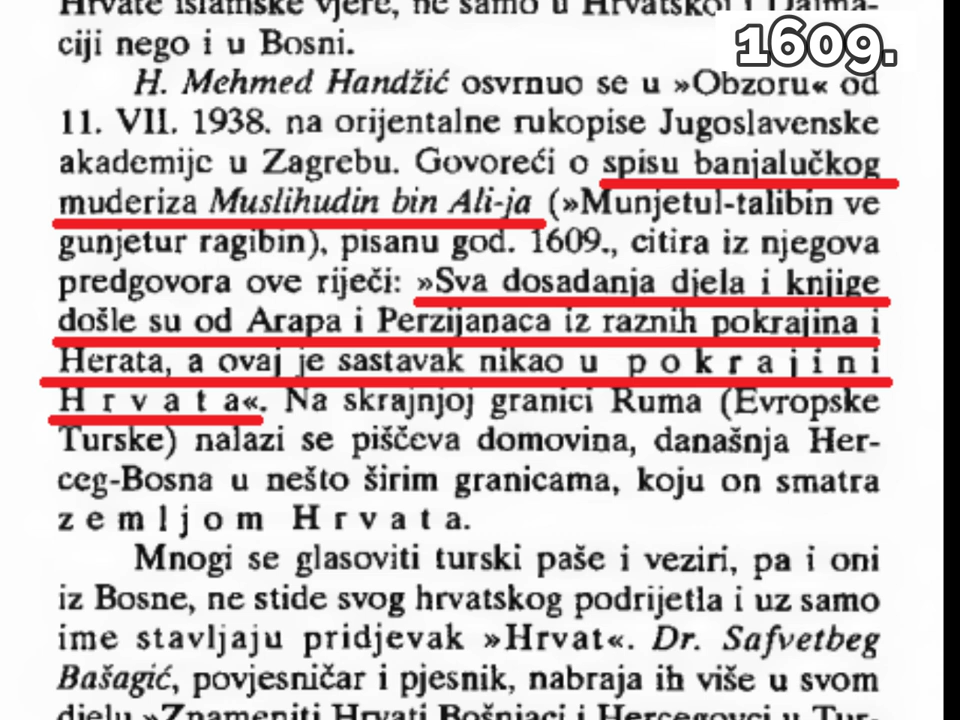 Hrvate islamske vjere, ne samo u Hrvatskoj i Dalma-
1609.
ciji nego i u Bosni.
H. Mehmed Handžić osvrnuo se u »Obzoru« od
11. VII. 1938. na orijentalne rukopise Jugoslavenske
akademije u Zagrebu. Govoreći o spisu banjalučkog
muderiza Muslihudin bin Ali-ja (»Munjetul-talibin ve
gunjetur ragibin), pisanu god. 1609., citira iz njegova
predgovora ove riječi: »Sva dosadanja djela i knjige
došle su od Arapa i Perzijanaca iz raznih pokrajina i
Herata, a ovaj je sastavak nikao u p o k r a j i n i
H r v a t a«. Na skrajnjoj granici Ruma (Evropske
Turske) nalazi se piščeva domovina, današnja Her-
ceg-Bosna u nešto širim granicama, koju on smatra
z e m l j o m H r v a t a.
Mnogi se glasoviti turski paše i veziri, pa i oni
iz Bosne, ne stide svog hrvatskog podrijetla i uz samo
ime stavljaju pridjevak »Hrvat«. Dr. Safvetbeg
Bašagić, povjesničar i pjesnik, nabraja ih više u svom
djelu »Znameniti Hrvati Bošnjaci i Hercegovci u Tur-